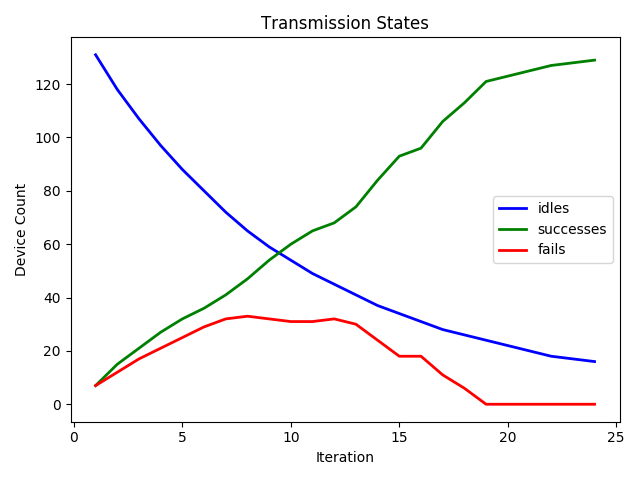 Transmission States
Device Count
120
100
80
60
40
20
0
idles
successes
fails
0 5 10 15 20 25
Iteration